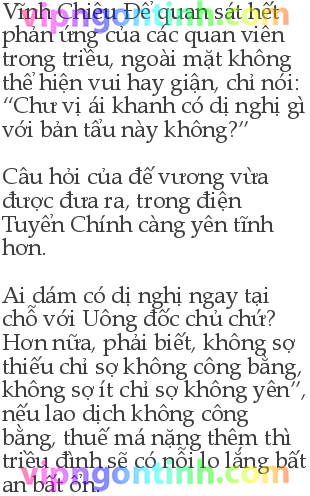 Vĩnh Chiêu Đế quan sát hết
vipngontinh.com
phản ứng của các quan viên
trong triều, ngoài mặt không
thể hiện vui hay giận, chỉ nói:
“Chư vị ái khanh có dị nghị gì
với bản tấu này không?”
Câu hỏi của đế vương vừa
được đưa ra, trong điện
Tuyển Chính càng yên tĩnh
hơn.
Ai dám có dị nghị ngay tại
chỗ với Uông đốc chủ chứ?
Hơn nữa, phải biết, không sợ
thiếu chỉ sợ không công bằng,
không sợ ít chỉ sợ không yên”,
nếu lao dịch không công
bằng, thuế má nặng thêm thì
triều đình sẽ có nỗi lo lắng bất
vipngontinh.com
an bất ổn.